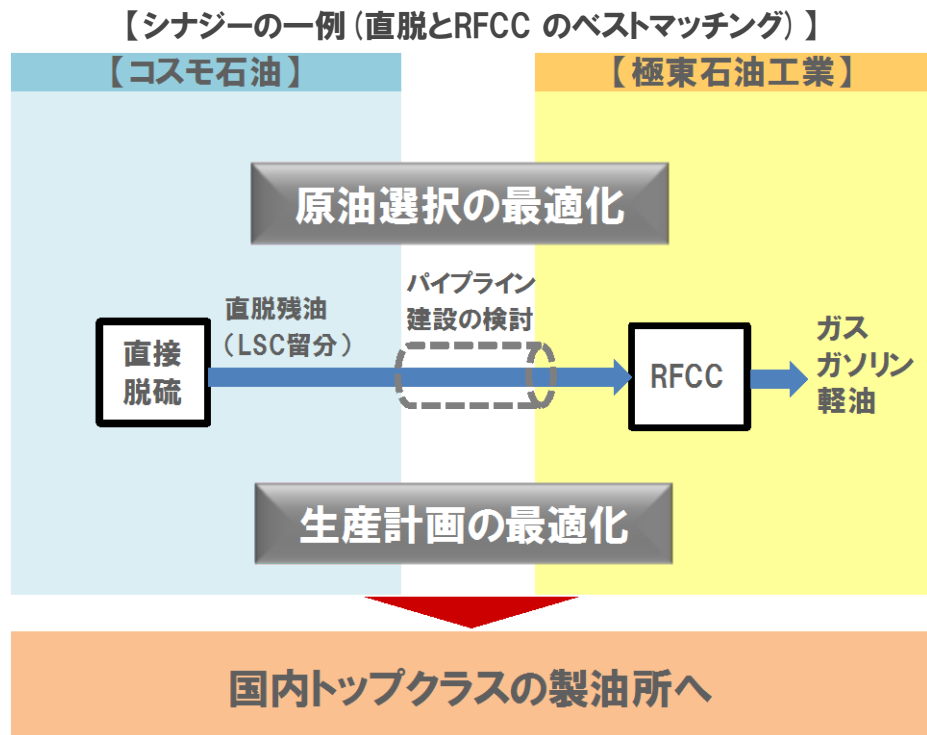 【シナジーの一例(直脱とRFCC のベストマッチング)】
【コスモ石油】
【極東石油工業】
原油選択の最適化
パイプライン
建設の検討
直脱残油
(LSC留分)
直接
脱硫
RFCC
ガス
ガソリン
軽油
生産計画の最適化
国内トップクラスの製油所へ